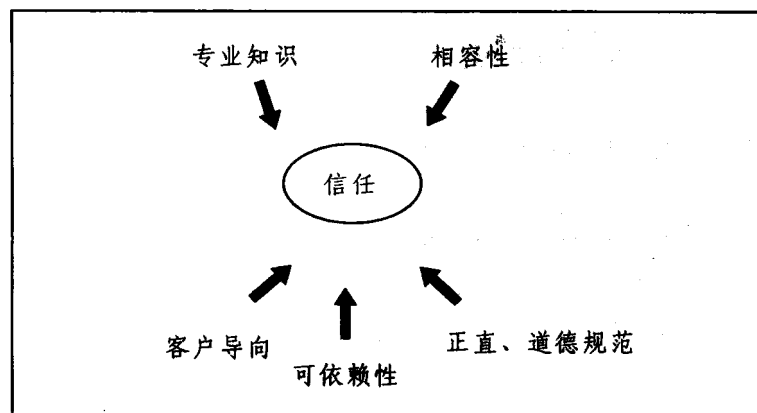 专业知识
相容性
信任
客户导向
可依赖性
正直、道德规范